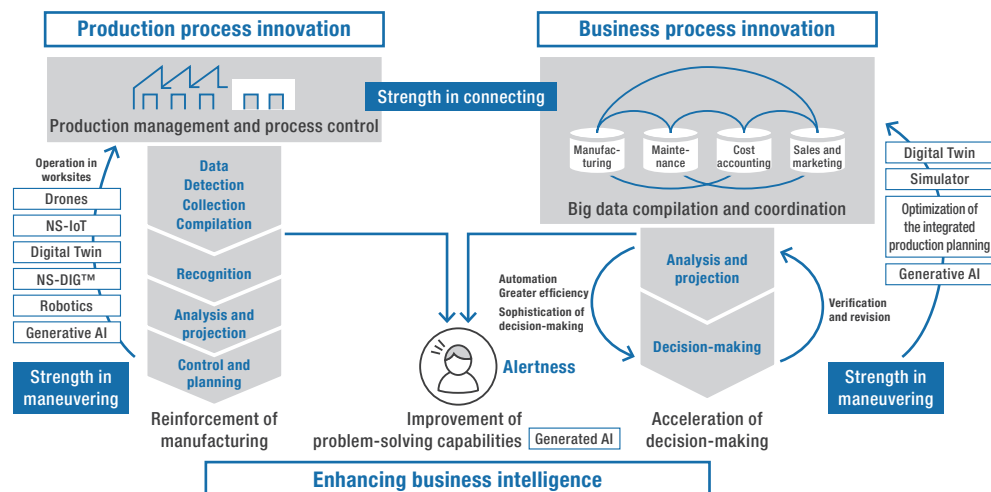 Production process innovation
Business process innovation
Production management and process control
Strength in connecting
Manufac-
turing
Mainte-
nance
Cost
accounting
Sales and
marketing
Big data compilation and coordination
Operation in
worksites
Drones
NS-IoT
Digital Twin
NS-DIG™
Robotics
Generative AI
Strength in
maneuvering
Data
Detection
Collection
Compilation
Recognition
Analysis and
projection
Control and
planning
Reinforcement of
manufacturing
Alertness
Improvement of
problem-solving capabilities
Generated AI
Automation
Greater efficiency
Sophistication of
decision-making
Analysis and
projection
Decision-making
Verification
and revision
Acceleration of
decision-making
Digital Twin
Simulator
Optimization of
the integrated
production planning
Generative AI
Strength in
maneuvering
Enhancing business intelligence